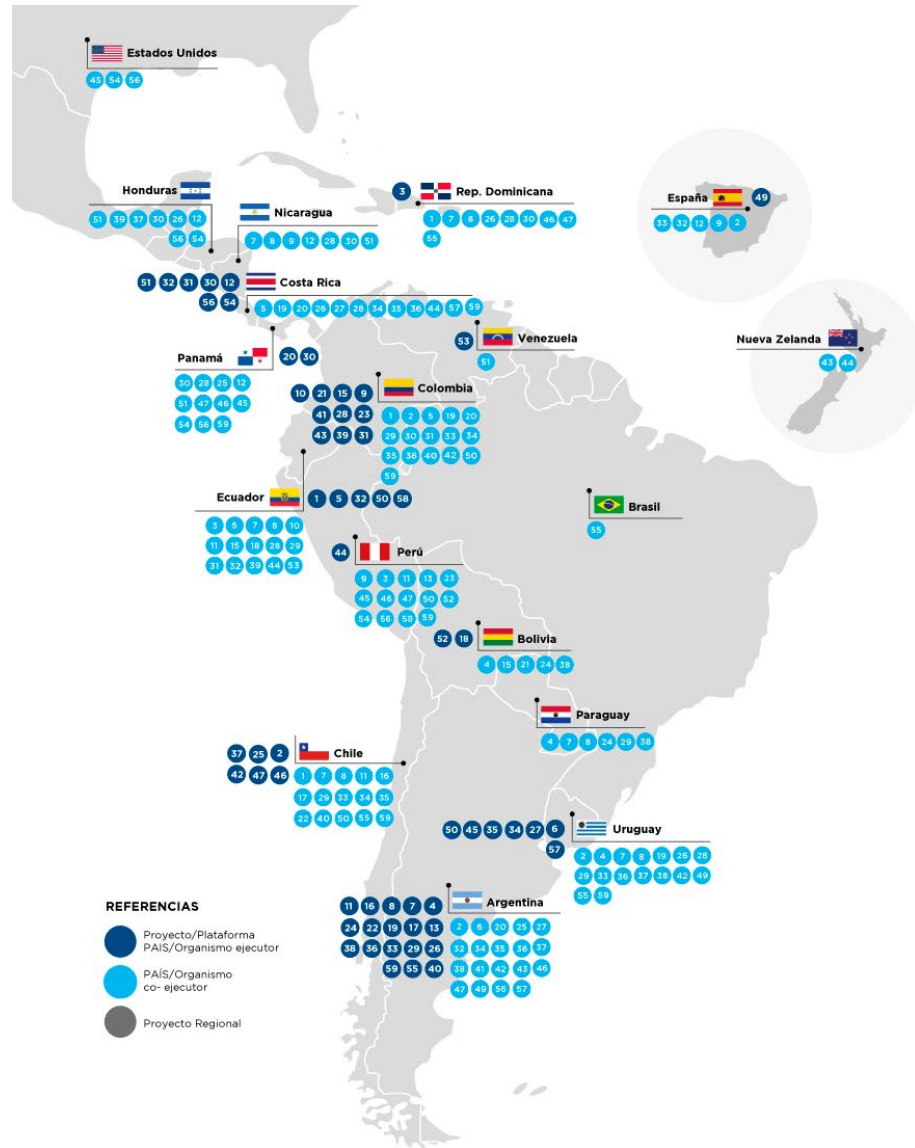 Estados Unidos
45 54 56
Honduras
51 39 37 30 26 12
56 54
Nicaragua
7 8 9 12 28 30 51
3
Rep. Dominicana
1 7 8 26 28 30 46 47
55
España
49
33 32 12 9 2
51 32 31 30 12
56 54
Costa Rica
5 19 20 26 27 28 34 35 36 44 57 59
Nueva Zelanda
43 44
Panamá
20 30
30 28 25 12
51 47 46 45
54 56 59
53
Venezuela
51
10 21 15 9
41 28 23
43 39 31
Colombia
1 2 5 19 20
29 30 31 33 34
35 36 40 42 50
59
Ecuador
1 5 32 50 58
3 5 7 8 10
11 15 18 28 29
31 32 39 44 53
Brasil
55
44
Perú
9 3 11 13 23
45 46 47 50 52
54 56 58 59
52 18
Bolivia
4 15 21 24 38
Paraguay
4 7 8 24 29 38
37 25 2
42 47 46
Chile
1 7 8 11 16
17 29 33 34 35
22 40 50 55 59
50 45 35 34 27 6
57
Uruguay
2 4 7 8 19 26 28
29 33 36 37 38 42 49
55 59
11 16 8 7 4
24 22 19 17 13
38 36 33 29 26
59 55 40
Argentina
2 6 20 25 27
32 34 35 36 37
38 41 42 43 46
47 49 56 57
REFERENCIAS
Proyecto/Plataforma
PAIS/Organismo ejecutor
PAÍS/Organismo
co- ejecutor
Proyecto Regional